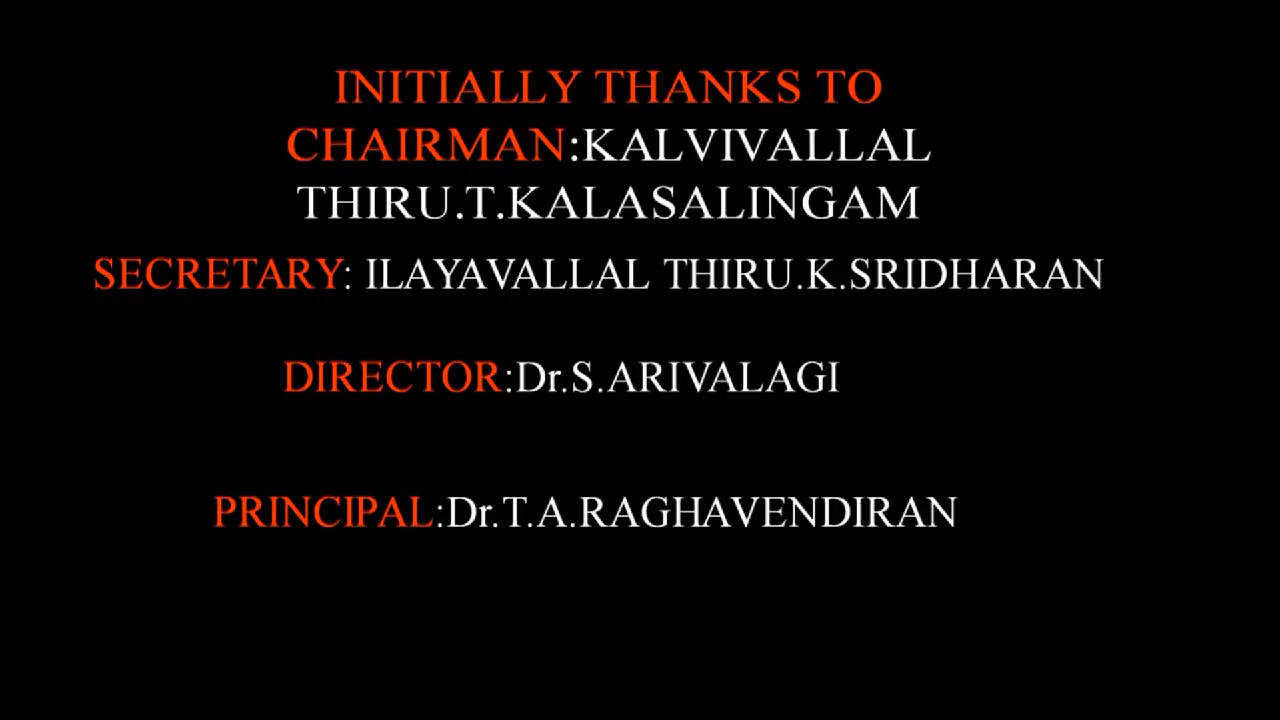 INITIALLY THANKS TO
CHAIRMAN:KALVIVALLAL
THIRU.T.KALASALINGAM
SECRETARY: ILAYAVALLAL THIRU.K.SRIDHARAN
DIRECTOR:Dr.S.ARIVALAGI
PRINCIPAL:Dr.T.A.RAGHAVENDIRAN